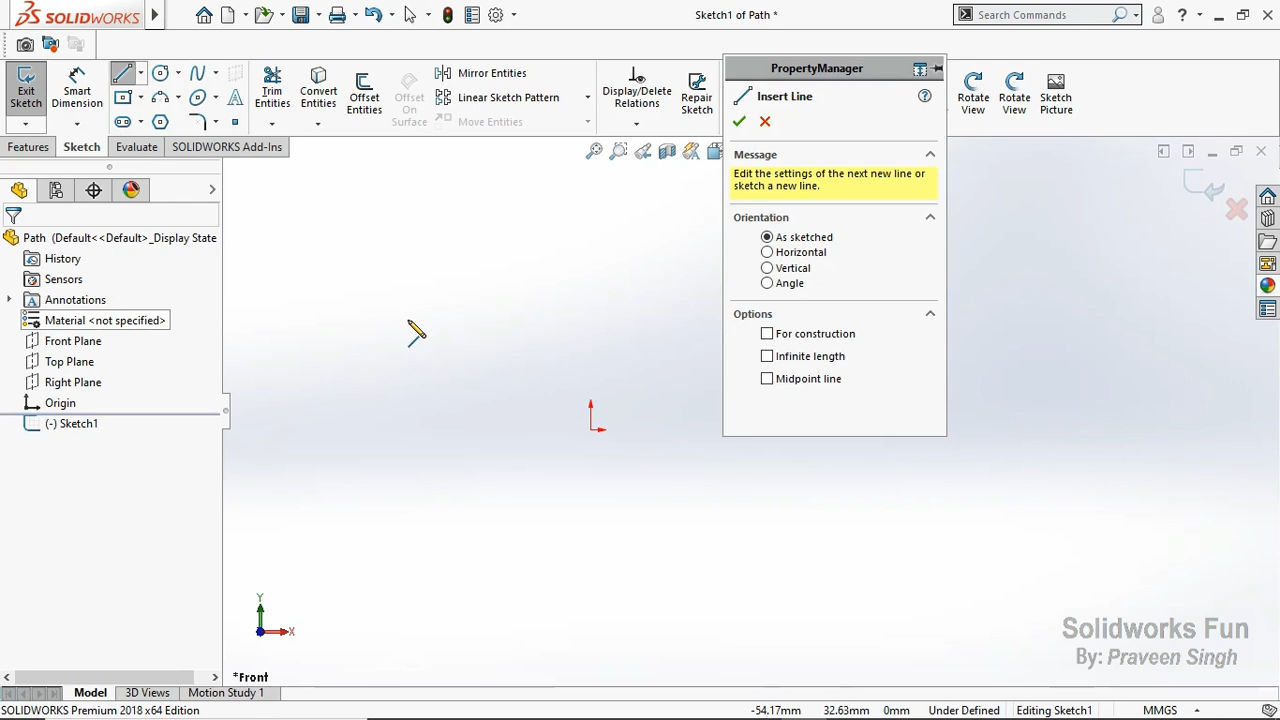 SOLIDWORKS
Sketch1 of Path *
Search Commands
?
Exit Sketch
Smart Dimension
Trim Entities
Convert Entities
Offset Entities
Offset On Surface
Mirror Entities
Linear Sketch Pattern
Move Entities
Display/Delete Relations
Repair Sketch
Rotate View
Rotate View
Sketch Picture
Features
Sketch
Evaluate
SOLIDWORKS Add-Ins
Path (Default<<Default>_Display State
History
Sensors
Annotations
Material <not specified>
Front Plane
Top Plane
Right Plane
Origin
(-) Sketch1
PropertyManager
Insert Line
Message
Edit the settings of the next new line or
sketch a new line.
Orientation
As sketched
Horizontal
Vertical
Angle
Options
For construction
Infinite length
Midpoint line
Y
X
*Front
Solidworks Fun
By: Praveen Singh
Model
3D Views
Motion Study 1
SOLIDWORKS Premium 2018 x64 Edition
-54.17mm
32.63mm
0mm
Under Defined
Editing Sketch1
MMGS